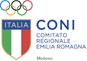 ITALIA
CONI
COMITATO
REGIONALE
EMILIA ROMAGNA
Modena